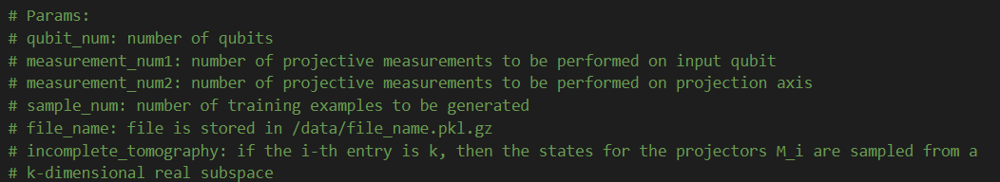 # Params:
# qubit_num: number of qubits
# measurement_num1: number of projective measurements to be performed on input qubit
# measurement_num2: number of projective measurements to be performed on projection axis
# sample_num: number of training examples to be generated
# file_name: file is stored in /data/file_name.pkl.gz
# incomplete_tomography: if the i-th entry is k, then the states for the projectors M_i are sampled from a
# k-dimensional real subspace